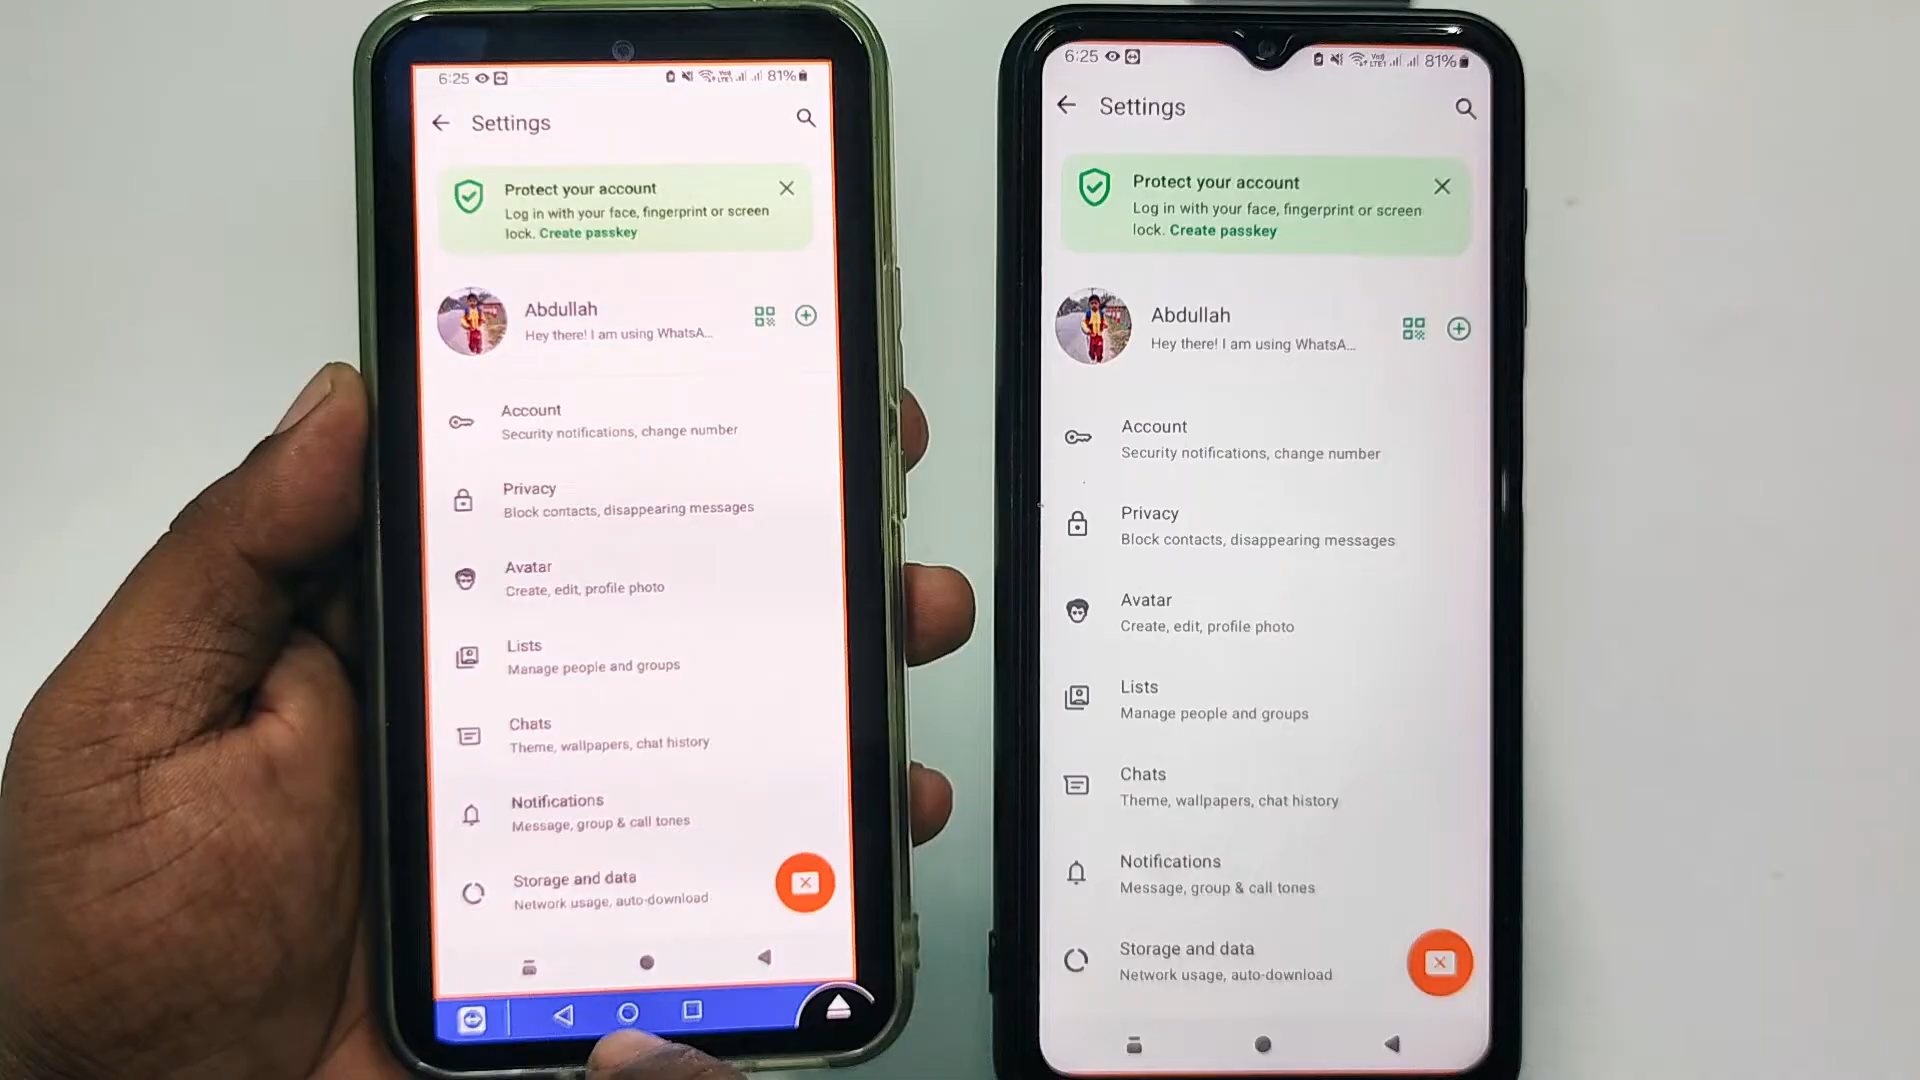 6:25
81%
Settings
Protect your account
Log in with your face, fingerprint or screen
lock. Create passkey
Abdullah
Hey there! I am using WhatsA...
Account
Security notifications, change number
Privacy
Block contacts, disappearing messages
Avatar
Create, edit, profile photo
Lists
Manage people and groups
Chats
Theme, wallpapers, chat history
Notifications
Message, group & call tones
Storage and data
Network usage, auto-download
6:25
81%
Settings
Protect your account
Log in with your face, fingerprint or screen
lock. Create passkey
Abdullah
Hey there! I am using WhatsA...
Account
Security notifications, change number
Privacy
Block contacts, disappearing messages
Avatar
Create, edit, profile photo
Lists
Manage people and groups
Chats
Theme, wallpapers, chat history
Notifications
Message, group & call tones
Storage and data
Network usage, auto-download